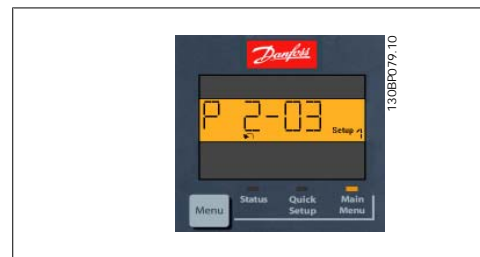 Danfoss
130BP079.10
P 2-03
Setup 1
Status
Quick
Setup
Main
Menu
Menu